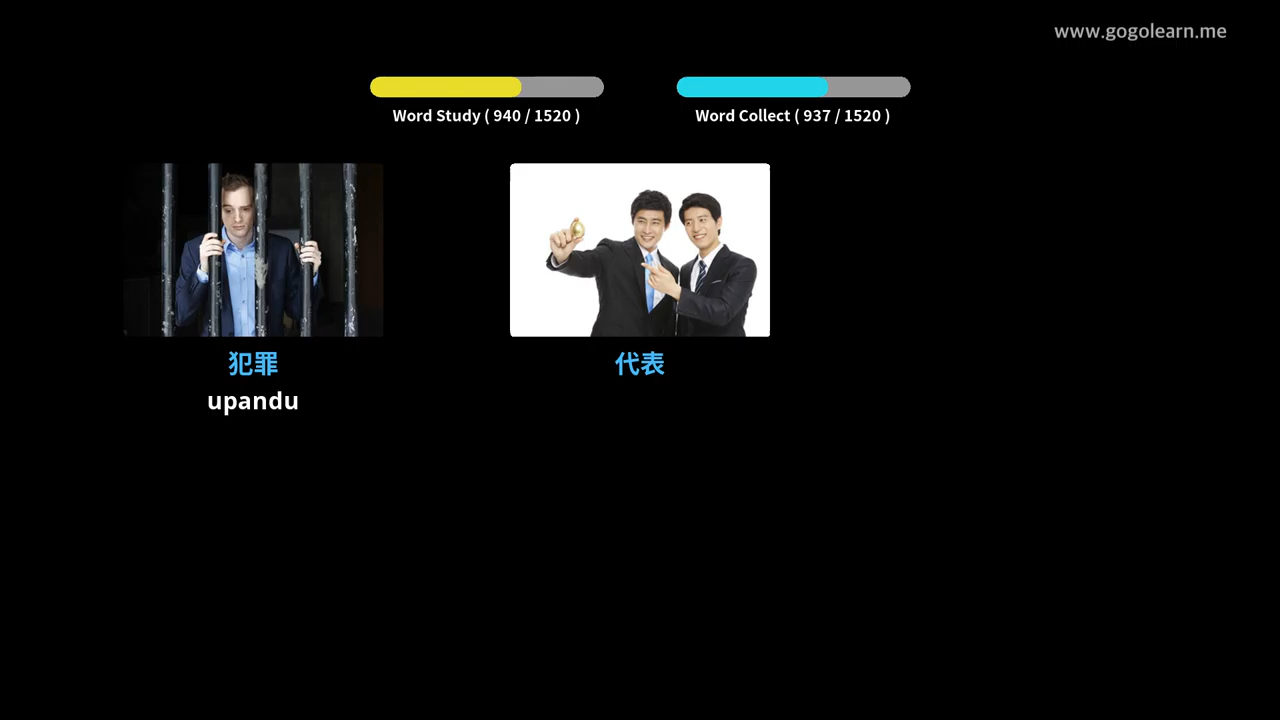 www.gogolearn.me
Word Study ( 940 / 1520 )
Word Collect ( 937 / 1520 )
犯罪
upandu
代表